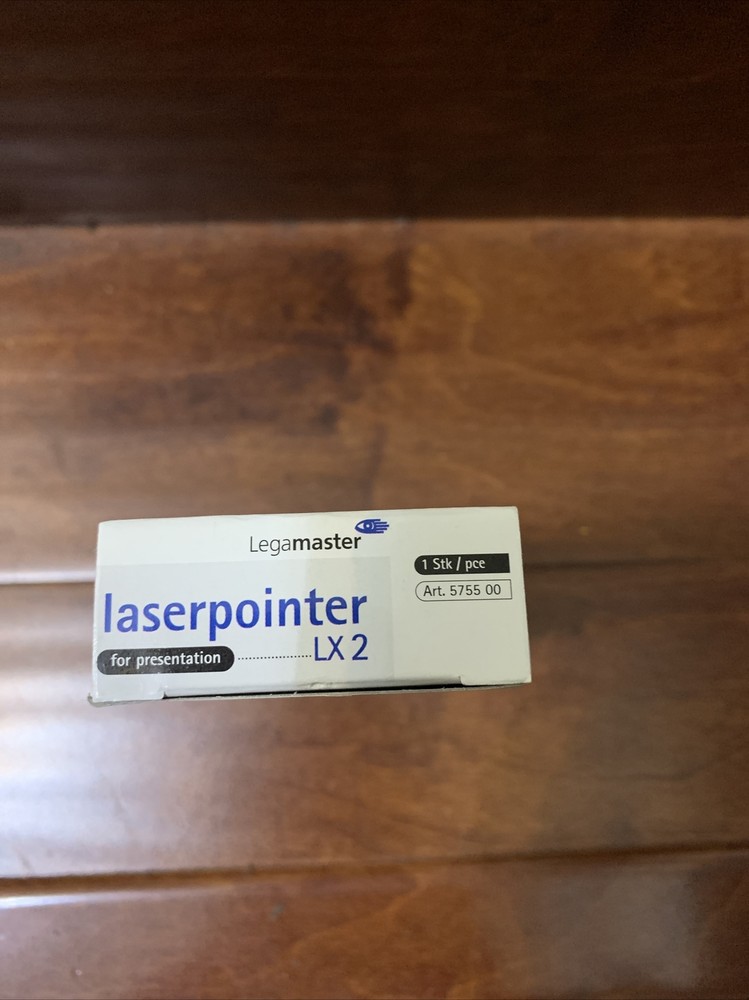 Legamaster
laserpointer
for presentation LX 2
1 Stk / pce
Art. 5755 00